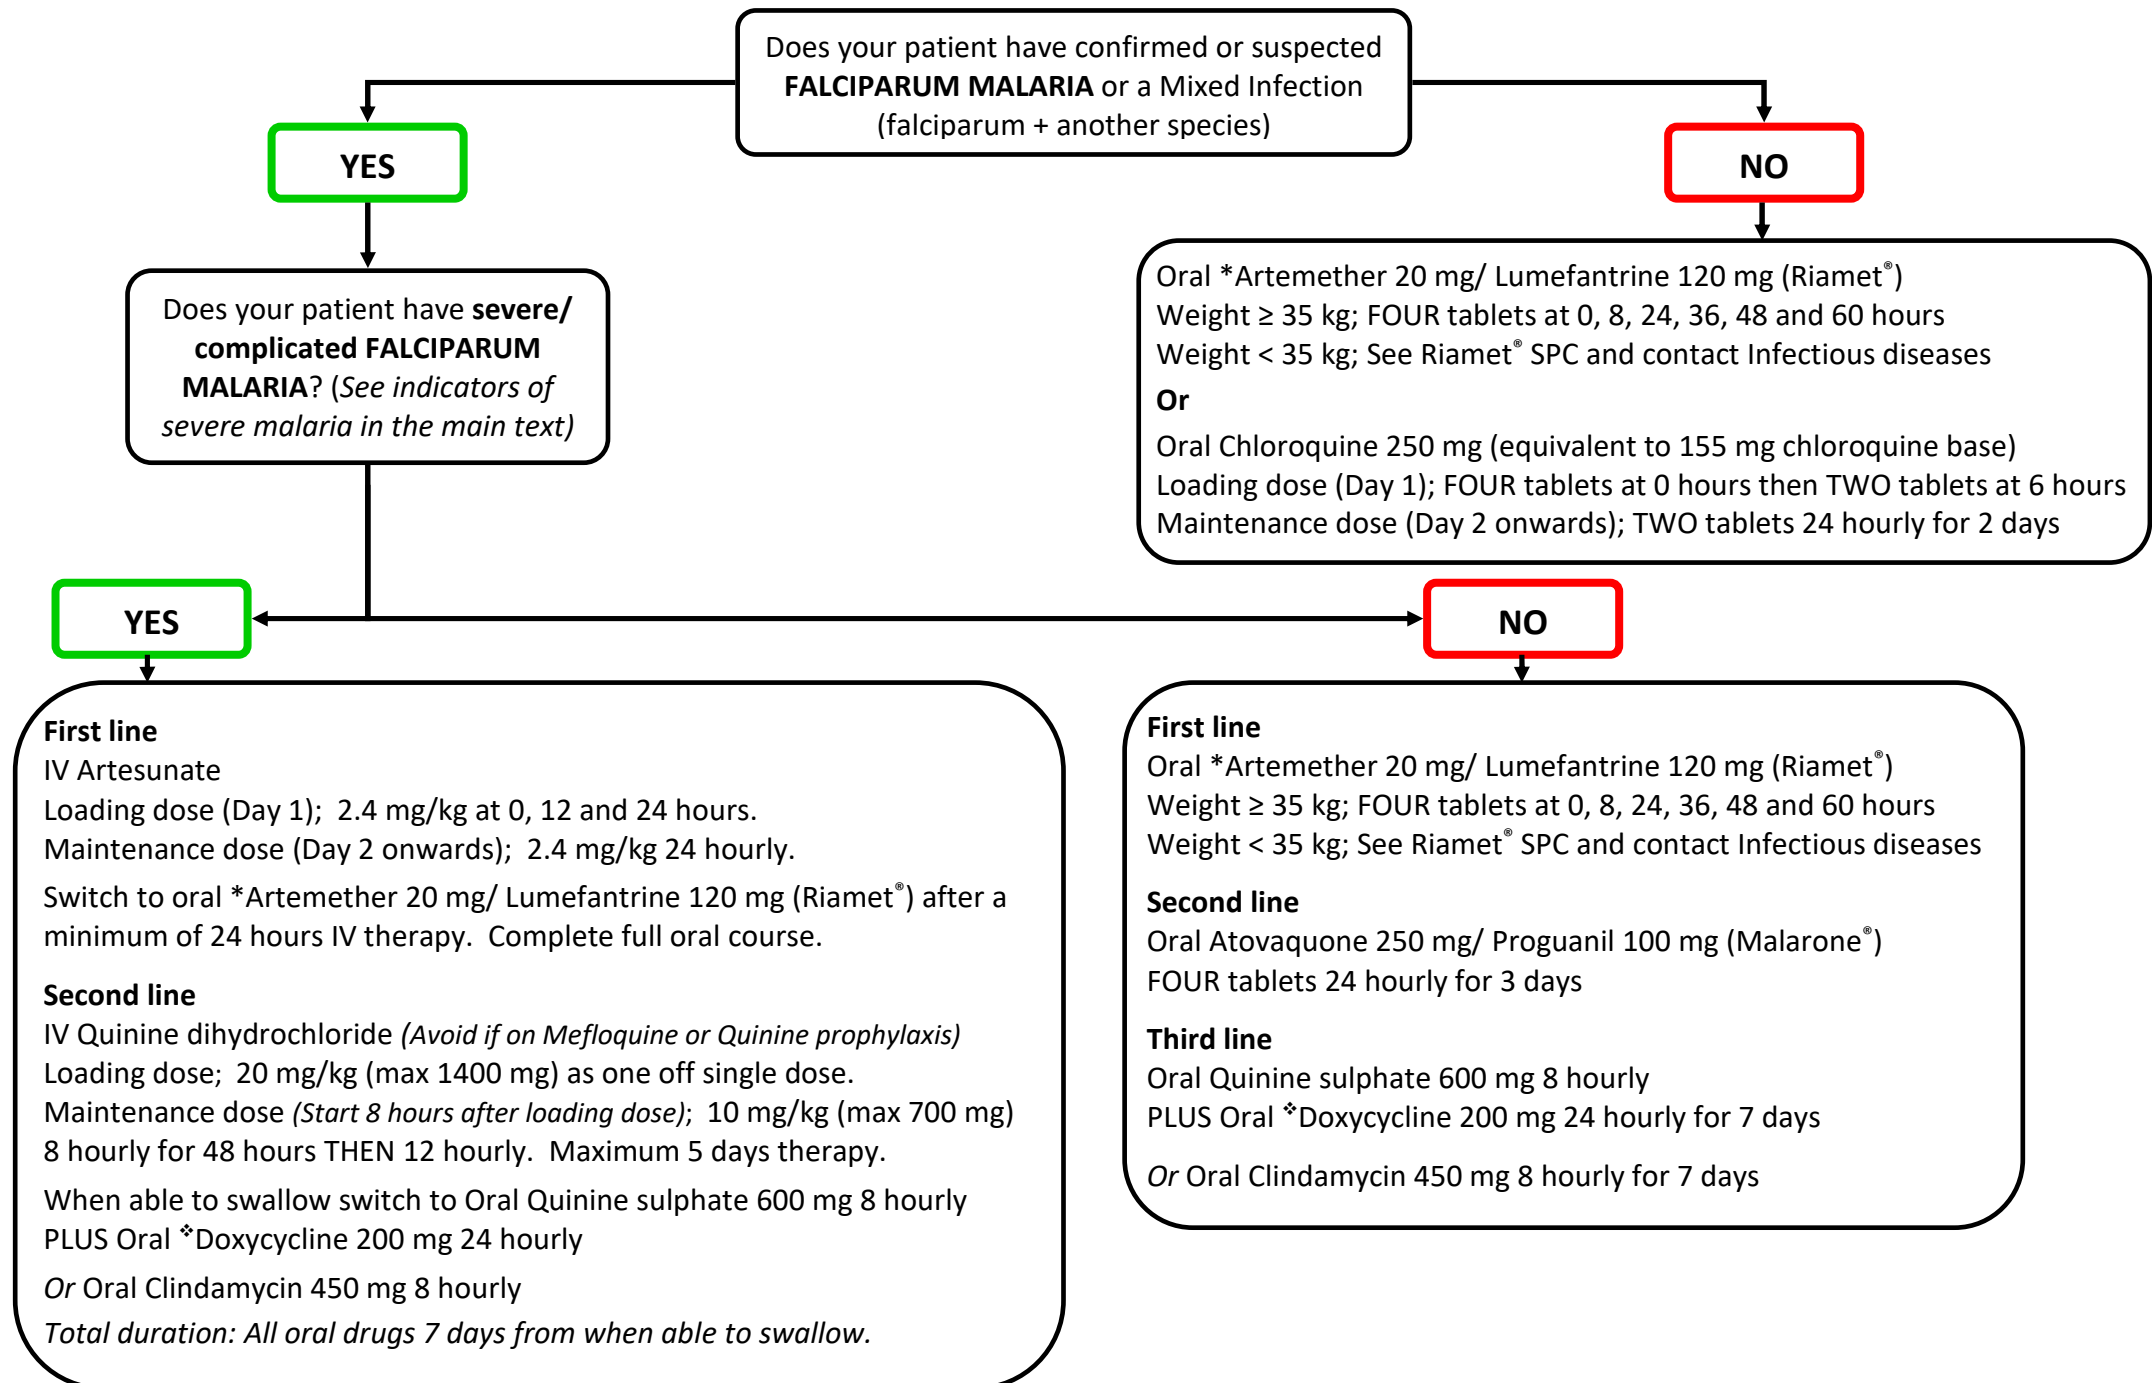 Does your patient have confirmed or suspected
FALCIPARUM MALARIA or a Mixed Infection
(falciparum + another species)
YES
NO
Does your patient have severe/
complicated FALCIPARUM
MALARIA? (See indicators of
severe malaria in the main text)
Oral *Artemether 20 mg/ Lumefantrine 120 mg (Riamet®)
Weight ≥ 35 kg; FOUR tablets at 0, 8, 24, 36, 48 and 60 hours
Weight < 35 kg; See Riamet® SPC and contact Infectious diseases
Or
Oral Chloroquine 250 mg (equivalent to 155 mg chloroquine base)
Loading dose (Day 1); FOUR tablets at 0 hours then TWO tablets at 6 hours
Maintenance dose (Day 2 onwards); TWO tablets 24 hourly for 2 days
YES
NO
First line
IV Artesunate
Loading dose (Day 1); 2.4 mg/kg at 0, 12 and 24 hours.
Maintenance dose (Day 2 onwards); 2.4 mg/kg 24 hourly.
Switch to oral *Artemether 20 mg/ Lumefantrine 120 mg (Riamet®) after a
minimum of 24 hours IV therapy. Complete full oral course.
Second line
IV Quinine dihydrochloride (Avoid if on Mefloquine or Quinine prophylaxis)
Loading dose; 20 mg/kg (max 1400 mg) as one off single dose.
Maintenance dose (Start 8 hours after loading dose); 10 mg/kg (max 700 mg)
8 hourly for 48 hours THEN 12 hourly. Maximum 5 days therapy.
When able to swallow switch to Oral Quinine sulphate 600 mg 8 hourly
PLUS Oral ❖Doxycycline 200 mg 24 hourly
Or Oral Clindamycin 450 mg 8 hourly
Total duration: All oral drugs 7 days from when able to swallow.
First line
Oral *Artemether 20 mg/ Lumefantrine 120 mg (Riamet®)
Weight ≥ 35 kg; FOUR tablets at 0, 8, 24, 36, 48 and 60 hours
Weight < 35 kg; See Riamet® SPC and contact Infectious diseases
Second line
Oral Atovaquone 250 mg/ Proguanil 100 mg (Malarone®)
FOUR tablets 24 hourly for 3 days
Third line
Oral Quinine sulphate 600 mg 8 hourly
PLUS Oral ❖Doxycycline 200 mg 24 hourly for 7 days
Or Oral Clindamycin 450 mg 8 hourly for 7 days